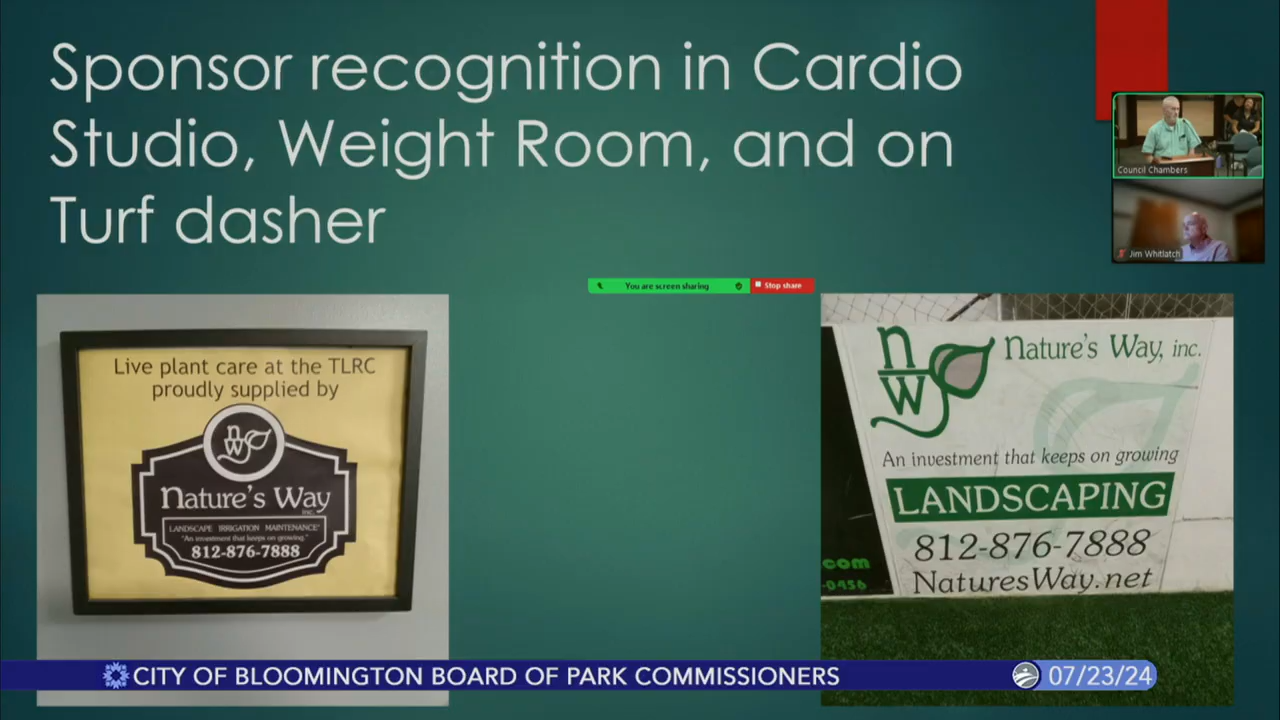 Sponsor recognition in Cardio
Studio, Weight Room, and on
Turf dasher
Council Chambers
Jim Whitlatch
You are screen sharing
Stop share
Live plant care at the TLRC
proudly supplied by
nw
Nature's Way
inc.
LANDSCAPE IRRIGATION MAINTENANCE
"An investment that keeps on growing."
812-876-7888
nw
Nature's Way, inc.
An investment that keeps on growing
LANDSCAPING
812-876-7888
NaturesWay.net
com
-0456
CITY OF BLOOMINGTON BOARD OF PARK COMMISSIONERS
07/23/24